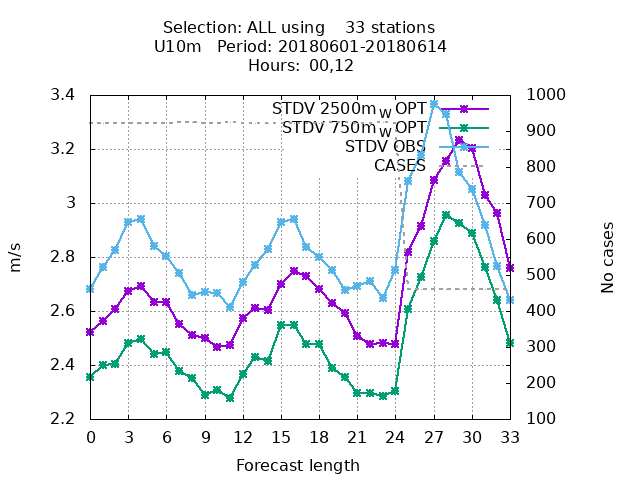 Selection: ALL using    33 stations
U10m   Period: 20180601-20180614
Hours: 00,12
STDV 2500m_W OPT
STDV 750m_W OPT
STDV OBS
CASES
3.4
3.2
3
2.8
2.6
2.4
2.2
m/s
1000
900
800
700
600
500
400
300
200
100
No cases
0 3 6 9 12 15 18 21 24 27 30 33
Forecast length